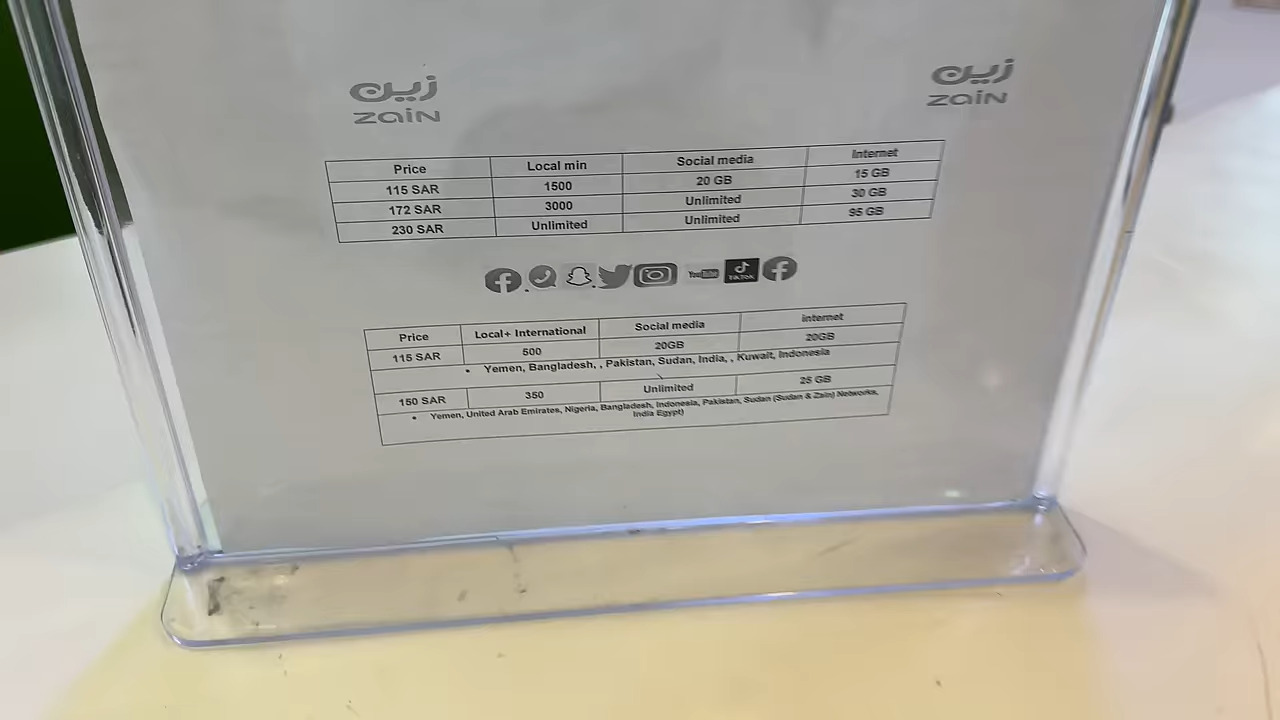 زين زين
zain zain
Price Local min Social media Internet
115 SAR 1500 20 GB 15 GB
172 SAR 3000 Unlimited 30 GB
230 SAR Unlimited Unlimited 95 GB
YouTube TikTok
Price Local+ International Social media Internet
115 SAR 500 20GB 20GB
• Yemen, Bangladesh, , Pakistan, Sudan, India, , Kuwait, Indonesia
150 SAR 350 Unlimited 25 GB
• Yemen, United Arab Emirates, Nigeria, Bangladesh, Indonesia, Pakistan, Sudan (Sudan & Zain) Networks,
India Egypt)